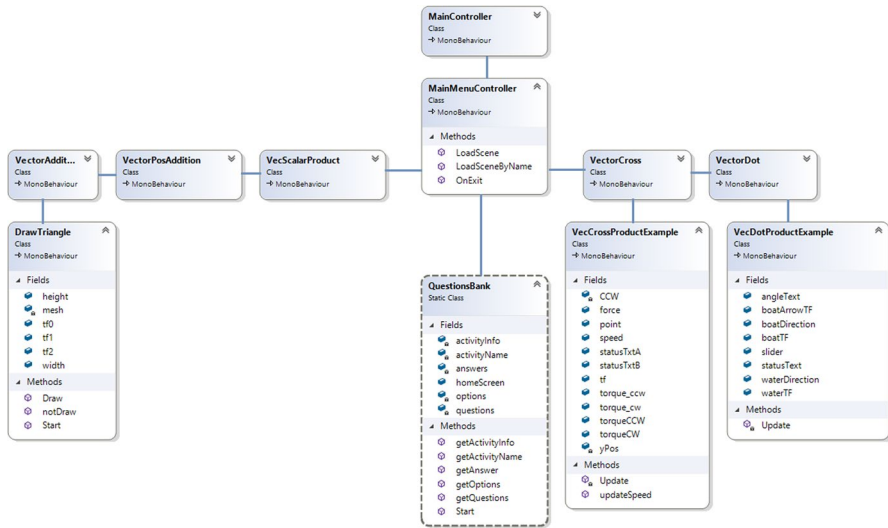 MainController
Class
MonoBehaviour
MainMenuController
Class
MonoBehaviour
Methods
LoadScene
LoadSceneByName
OnExit
VectorAddit...
Class
MonoBehaviour
VectorPosAddition
Class
MonoBehaviour
VecScalarProduct
Class
MonoBehaviour
VectorCross
Class
MonoBehaviour
VectorDot
Class
MonoBehaviour
DrawTriangle
Class
MonoBehaviour
Fields
height
mesh
tf0
tf1
tf2
width
Methods
Draw
notDraw
Start
QuestionsBank
Static Class
Fields
activityInfo
activityName
answers
homeScreen
options
questions
Methods
getActivityInfo
getActivityName
getAnswer
getOptions
getQuestions
Start
VecCrossProductExample
Class
MonoBehaviour
Fields
CCW
force
point
speed
statusTxtA
statusTxtB
tf
torque_ccw
torque_cw
torqueCCW
torqueCW
yPos
Methods
Update
updateSpeed
VecDotProductExample
Class
MonoBehaviour
Fields
angleText
boatArrowTF
boatDirection
boatTF
slider
statusText
waterDirection
waterTF
Methods
Update